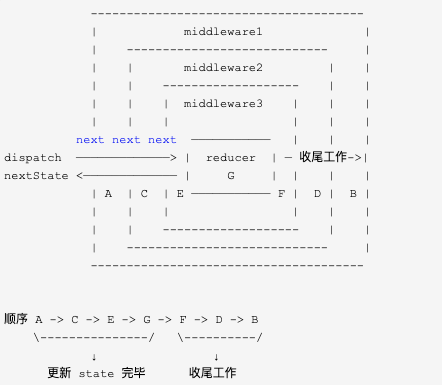 middleware1
middleware2
middleware3
next next next
dispatch reducer 收尾工作
nextState G
A C E F D B
顺序 A -> C -> E -> G -> F -> D -> B
更新 state 完毕 收尾工作